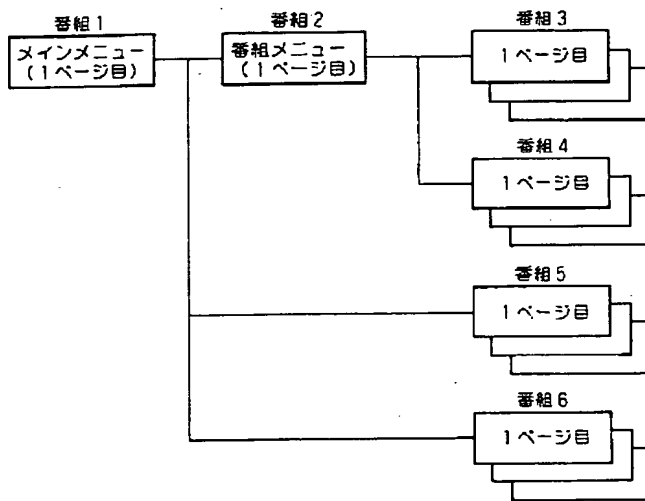 番組1
メインメニュー
(1ページ目)
番組2
番組メニュー
(1ページ目)
番組3
1ページ目
番組4
1ページ目
番組5
1ページ目
番組6
1ページ目